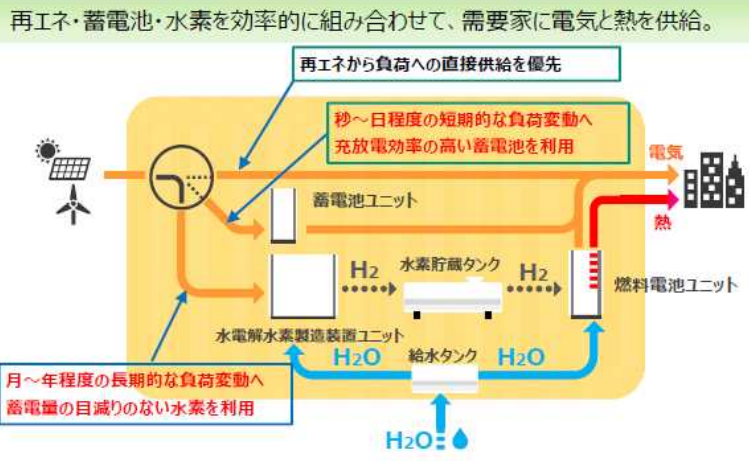 再エネ・蓄電池・水素を効率的に組み合わせて、需要家に電気と熱を供給。
再エネから負荷への直接供給を優先
秒～日程度の短期的な負荷変動へ
充放電効率の高い蓄電池を利用
電気
蓄電池ユニット
熱
H2
水素貯蔵タンク
H2
燃料電池ユニット
水電解水素製造装置ユニット
H2O
給水タンク
H2O
月～年程度の長期的な負荷変動へ
蓄電量の目減りのない水素を利用
H2O